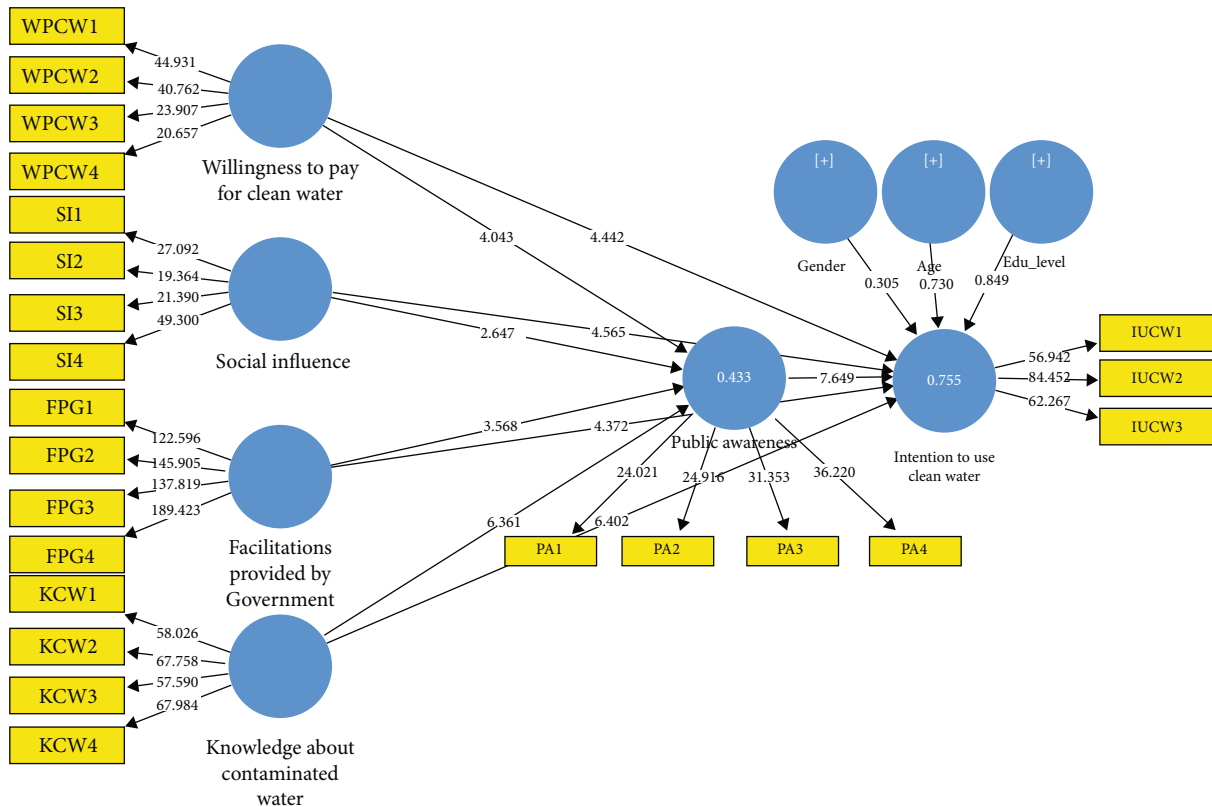 WPCW1
WPCW2
WPCW3
WPCW4
44.931
40.762
23.907
20.657
Willingness to pay
for clean water
SI1
SI2
SI3
SI4
27.092
19.364
21.390
49.300
Social influence
FPG1
FPG2
FPG3
FPG4
122.596
145.905
137.819
189.423
Facilitations
provided by
Government
KCW1
KCW2
KCW3
KCW4
58.026
67.758
57.590
67.984
Knowledge about
contaminated
water
4.043
4.442
2.647
4.565
3.568
4.372
6.361
6.402
0.433
Public awareness
7.649
24.021
24.916
31.353
36.220
PA1
PA2
PA3
PA4
[+]
[+]
[+]
Gender
Age
Edu_level
0.305
0.730
0.849
0.755
Intention to use
clean water
56.942
84.452
62.267
IUCW1
IUCW2
IUCW3